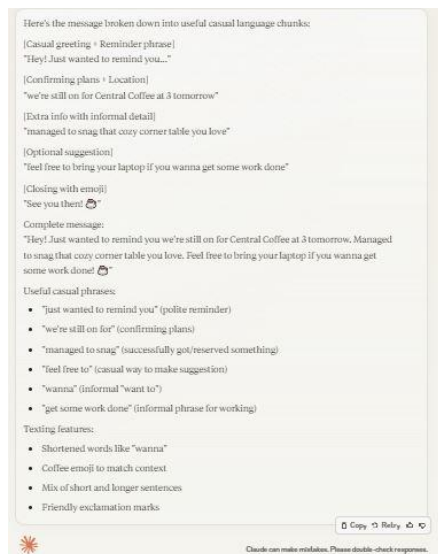 Here's the message broken down into useful casual language chunks:
[Casual greeting + Reminder phrase]
"Hey! Just wanted to remind you..."
[Confirming plans + Location]
"we're still on for Central Coffee at 3 tomorrow"
[Extra info with informal detail]
"managed to snag that cozy corner table you love"
[Optional suggestion]
"feel free to bring your laptop if you wanna get some work done"
[Closing with emoji]
"See you then! ☕"
Complete message:
"Hey! Just wanted to remind you we're still on for Central Coffee at 3 tomorrow. Managed
to snag that cozy corner table you love. Feel free to bring your laptop if you wanna get
some work done! ☕"
Useful casual phrases:
• "just wanted to remind you" (polite reminder)
• "we're still on for" (confirming plans)
• "managed to snag" (successfully got/reserved something)
• "feel free to" (casual way to make suggestion)
• "wanna" (informal "want to")
• "get some work done" (informal phrase for working)
Texting features:
• Shortened words like "wanna"
• Coffee emoji to match context
• Mix of short and longer sentences
• Friendly exclamation marks
Copy Retry
Claude can make mistakes. Please double-check responses.